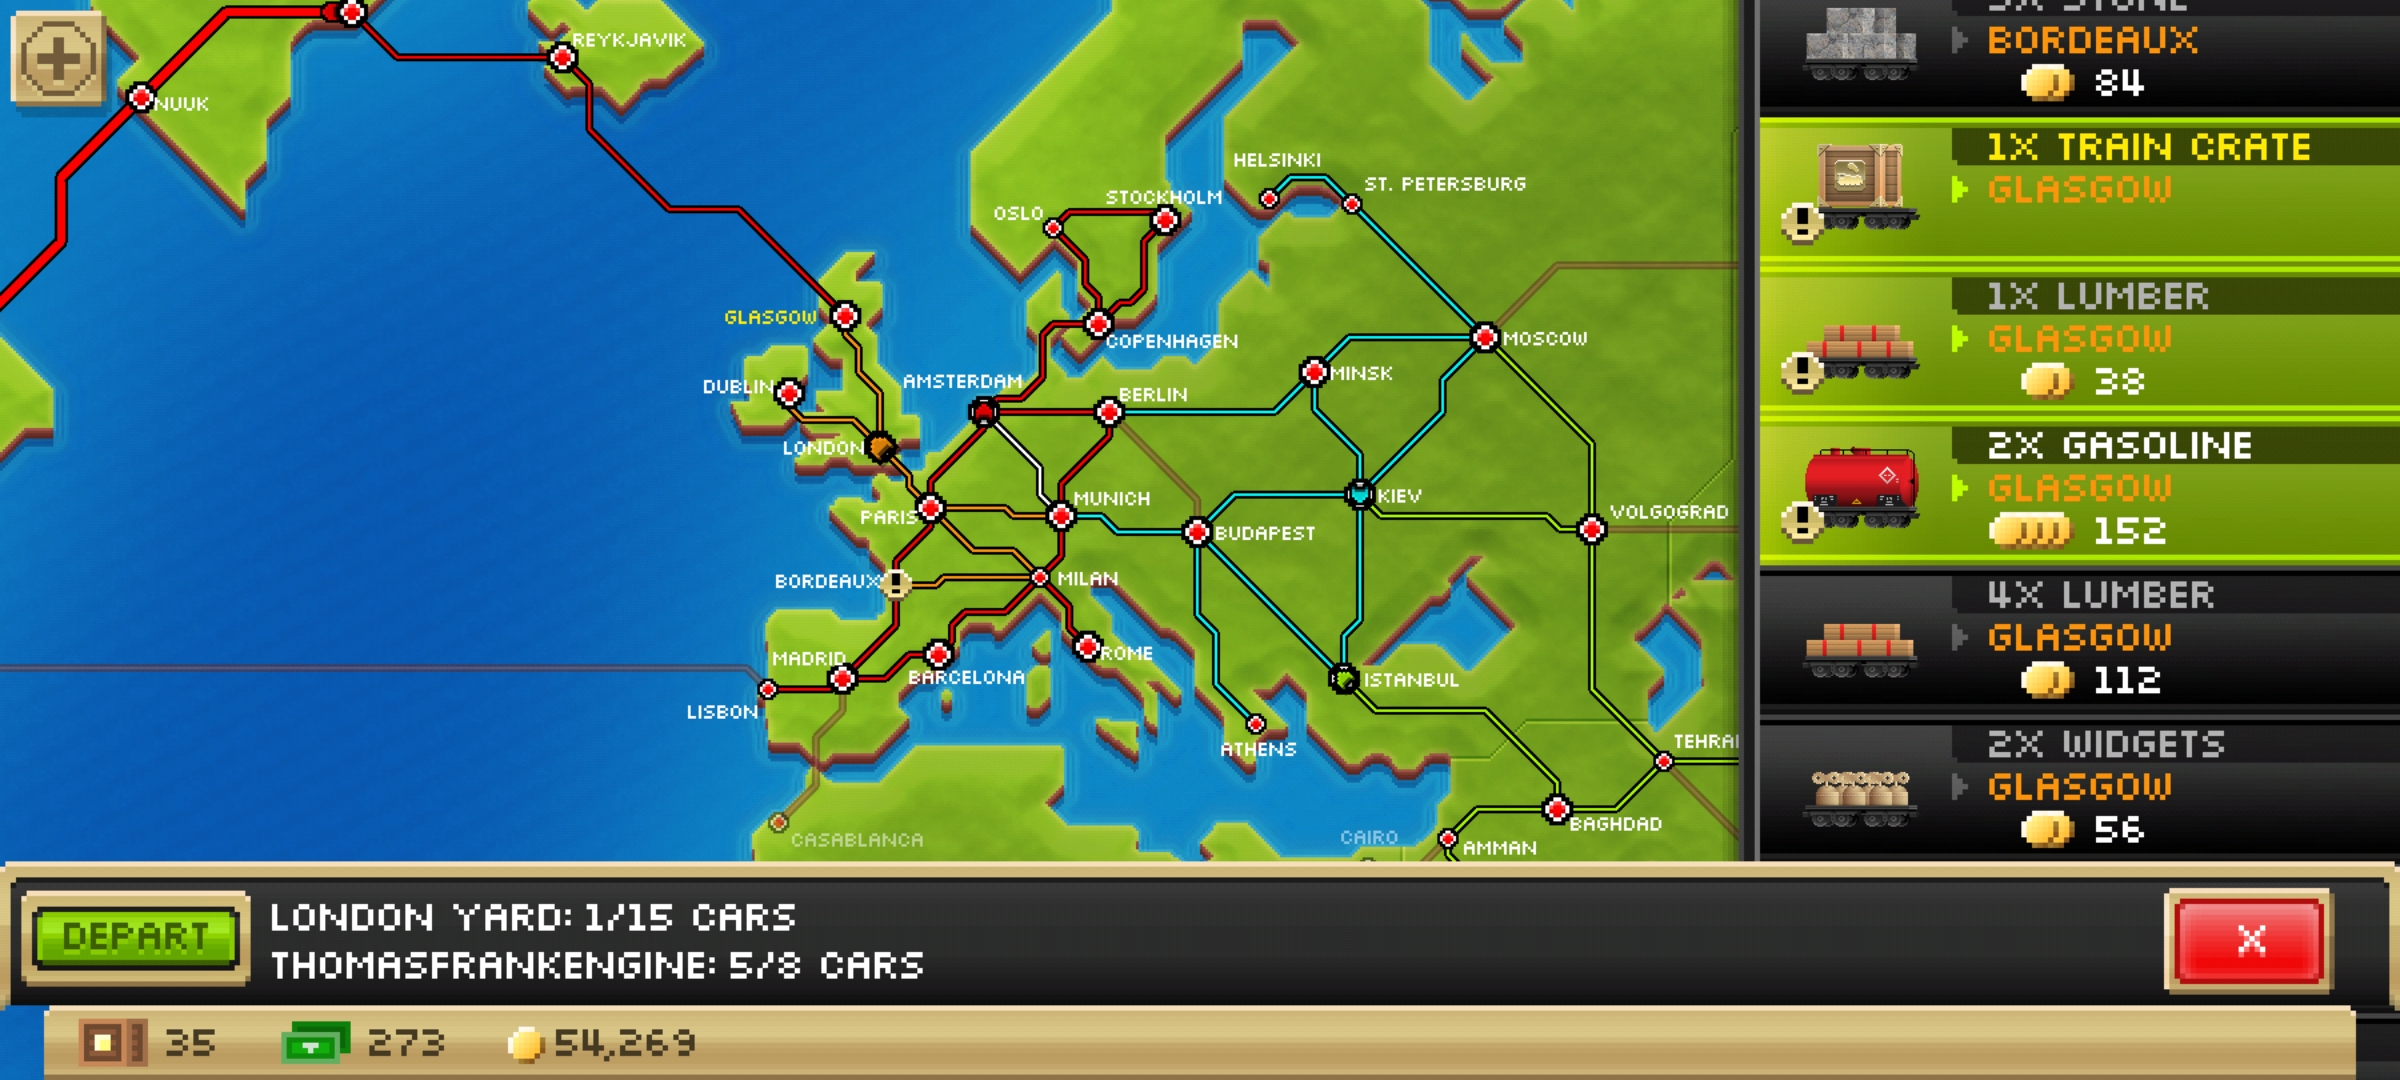 REYKJAVIK
NUUK
HELSINKI
ST. PETERSBURG
STOCKHOLM
OSLO
GLASGOW
COPENHAGEN
MOSCOW
DUBLIN
AMSTERDAM
BERLIN
MINSK
LONDON
MUNICH
KIEV
PARIS
BUDAPEST
VOLGOGRAD
BORDEAUX
MILAN
MADRID
ROME
BARCELONA
ISTANBUL
LISBON
ATHENS
TEHRA
CASABLANCA
CAIRO
BAGHDAD
AMMAN
3X STONE
BORDEAUX
84
1X TRAIN CRATE
GLASGOW
1X LUMBER
GLASGOW
38
2X GASOLINE
GLASGOW
152
4X LUMBER
GLASGOW
112
2X WIDGETS
GLASGOW
56
DEPART
LONDON YARD: 1/15 CARS
THOMASFRANKENGINE: 5/8 CARS
X
35
273
54,269